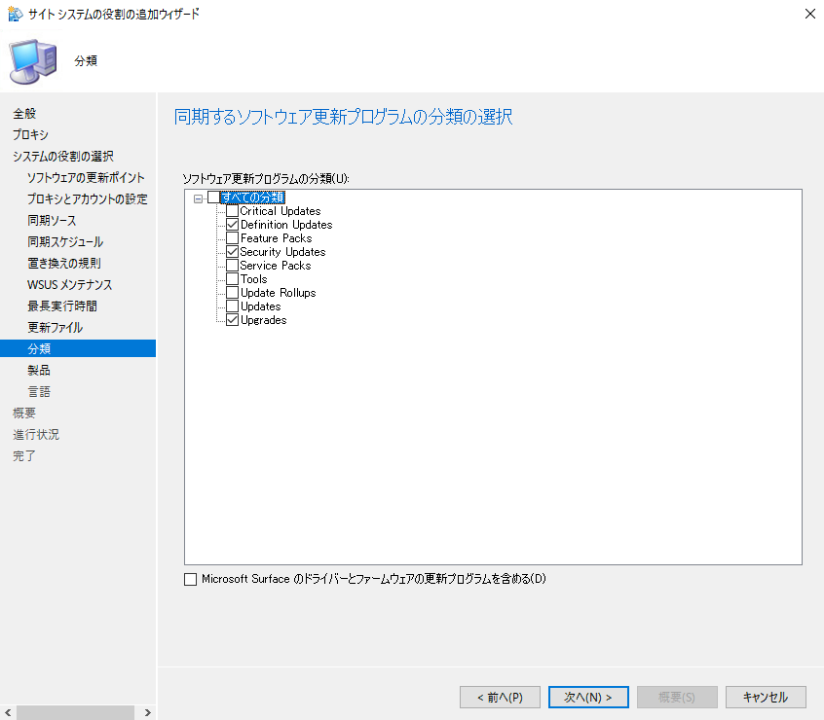 サイト システムの役割の追加ウィザード
分類
全般
プロキシ
システムの役割の選択
ソフトウェアの更新ポイント
プロキシとアカウントの設定
同期ソース
同期スケジュール
置き換えの規則
WSUS メンテナンス
最長実行時間
更新ファイル
分類
製品
言語
概要
進行状況
完了
同期するソフトウェア更新プログラムの分類の選択
ソフトウェア更新プログラムの分類(U):
すべての分類
Critical Updates
Definition Updates
Feature Packs
Security Updates
Service Packs
Tools
Update Rollups
Updates
Upgrades
Microsoft Surface のドライバーとファームウェアの更新プログラムを含める(D)
< 前へ(P)
次へ(N) >
概要(S)
キャンセル